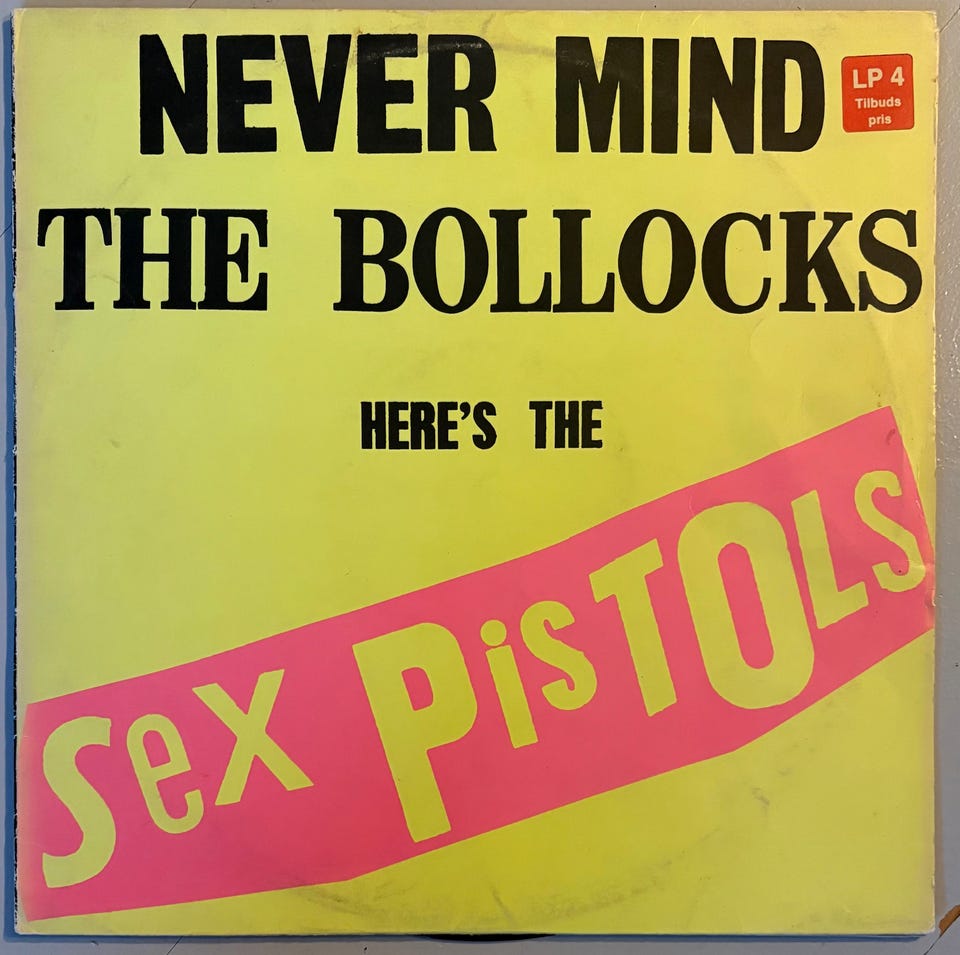 NEVER MIND
THE BOLLOCKS
HERE'S THE
Sex PiSTOLS
LP 4
Tilbuds
pris